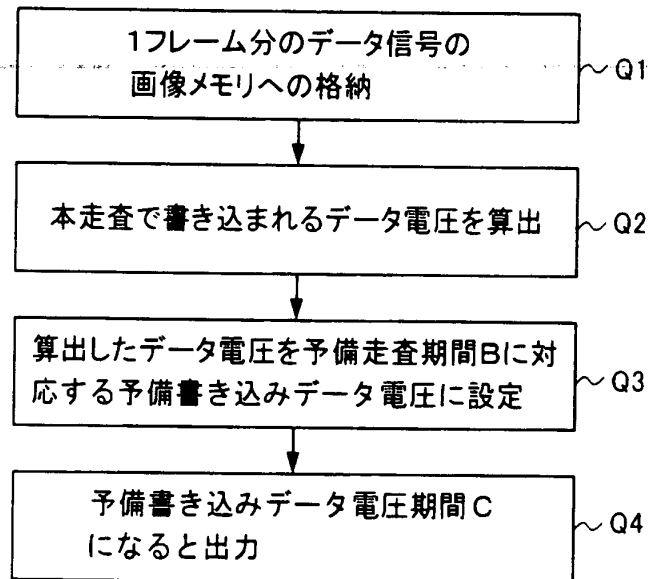 1フレーム分のデータ信号の
画像メモリへの格納
Q1
本走査で書き込まれるデータ電圧を算出
Q2
算出したデータ電圧を予備走査期間Bに対
応する予備書き込みデータ電圧に設定
Q3
予備書き込みデータ電圧期間C
になると出力
Q4